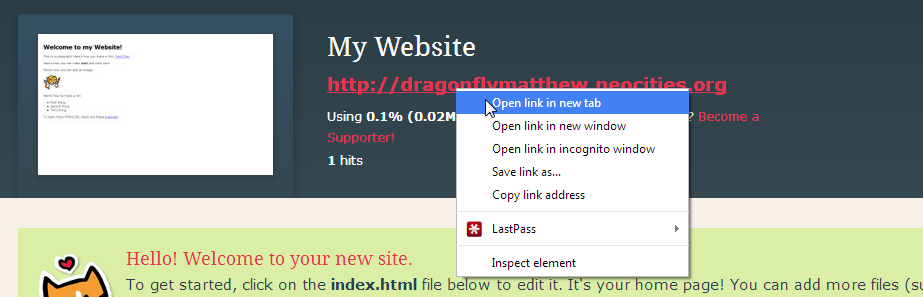 My Website
http://dragonflymatthew.neocities.org
Using 0.1% (0.02M ? Become a
Supporter!
1 hits
Welcome to my Website!
Open link in new tab
Open link in new window
Open link in incognito window
Save link as...
Copy link address
LastPass
Inspect element
Hello! Welcome to your new site.
To get started, click on the index.html file below to edit it. It's your home page! You can add more files (su